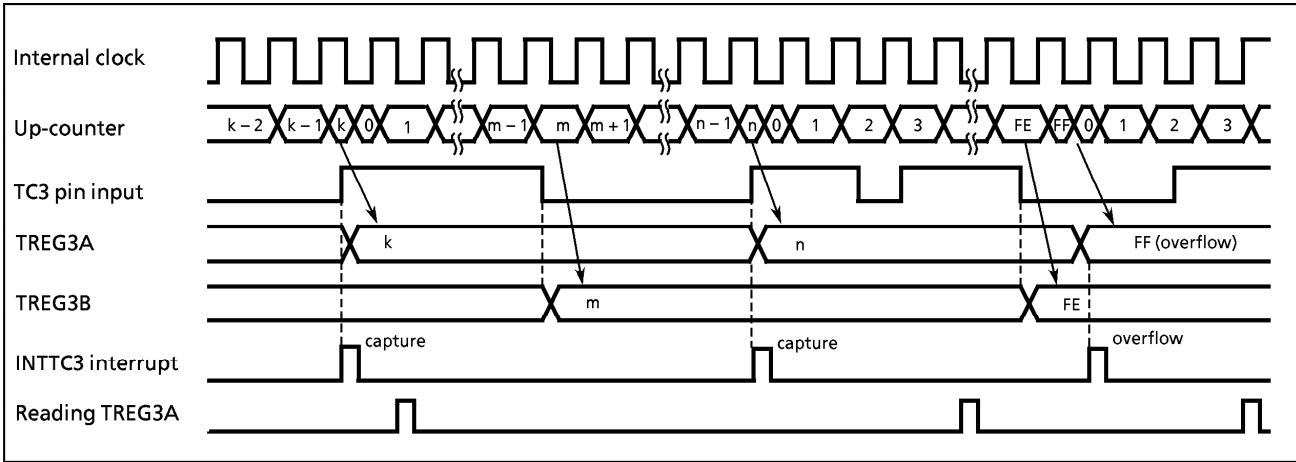 Internal clock
Up-counter k – 2 k – 1 k 0 1 m – 1 m m + 1 n – 1 n 0 1 2 3 FE FF 0 1 2 3
TC3 pin input
TREG3A k n FF (overflow)
TREG3B m FE
INTTC3 interrupt capture capture overflow
Reading TREG3A